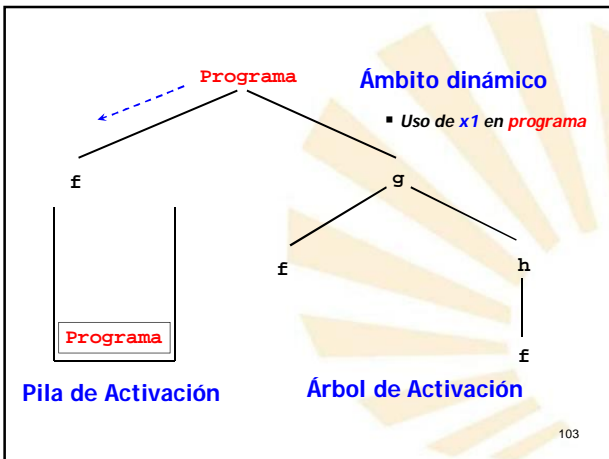 Programa
Ámbito dinámico
▪ Uso de x1 en programa
f
g
f
h
Programa
f
Pila de Activación
Árbol de Activación
103